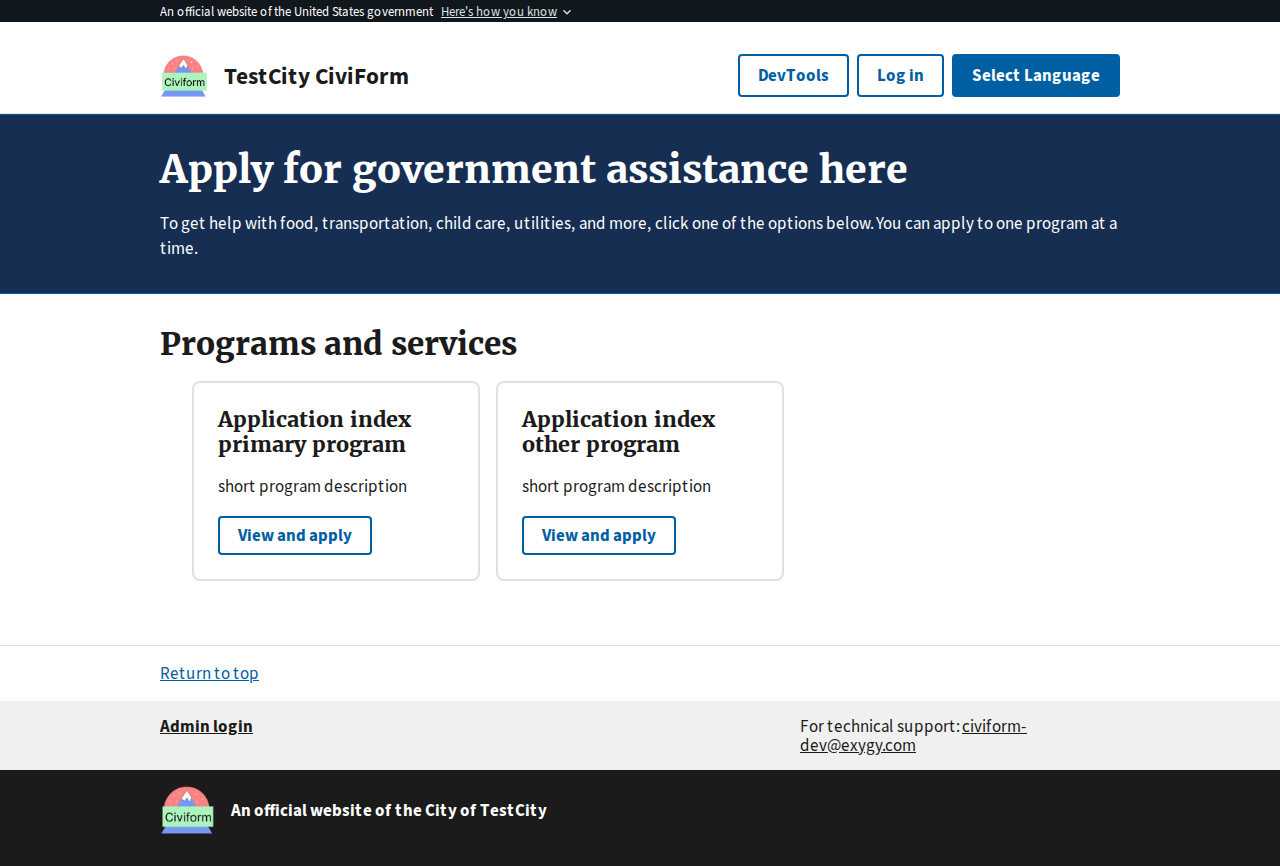 An official website of the United States government Here's how you know
Civiform
TestCity CiviForm
DevTools
Log in
Select Language
Apply for government assistance here
To get help with food, transportation, child care, utilities, and more, click one of the options below. You can apply to one program at a
time.
Programs and services
Application index
primary program
short program description
View and apply
Application index
other program
short program description
View and apply
Return to top
Admin login
For technical support: civiform-
dev@exygy.com
Civiform
An official website of the City of TestCity